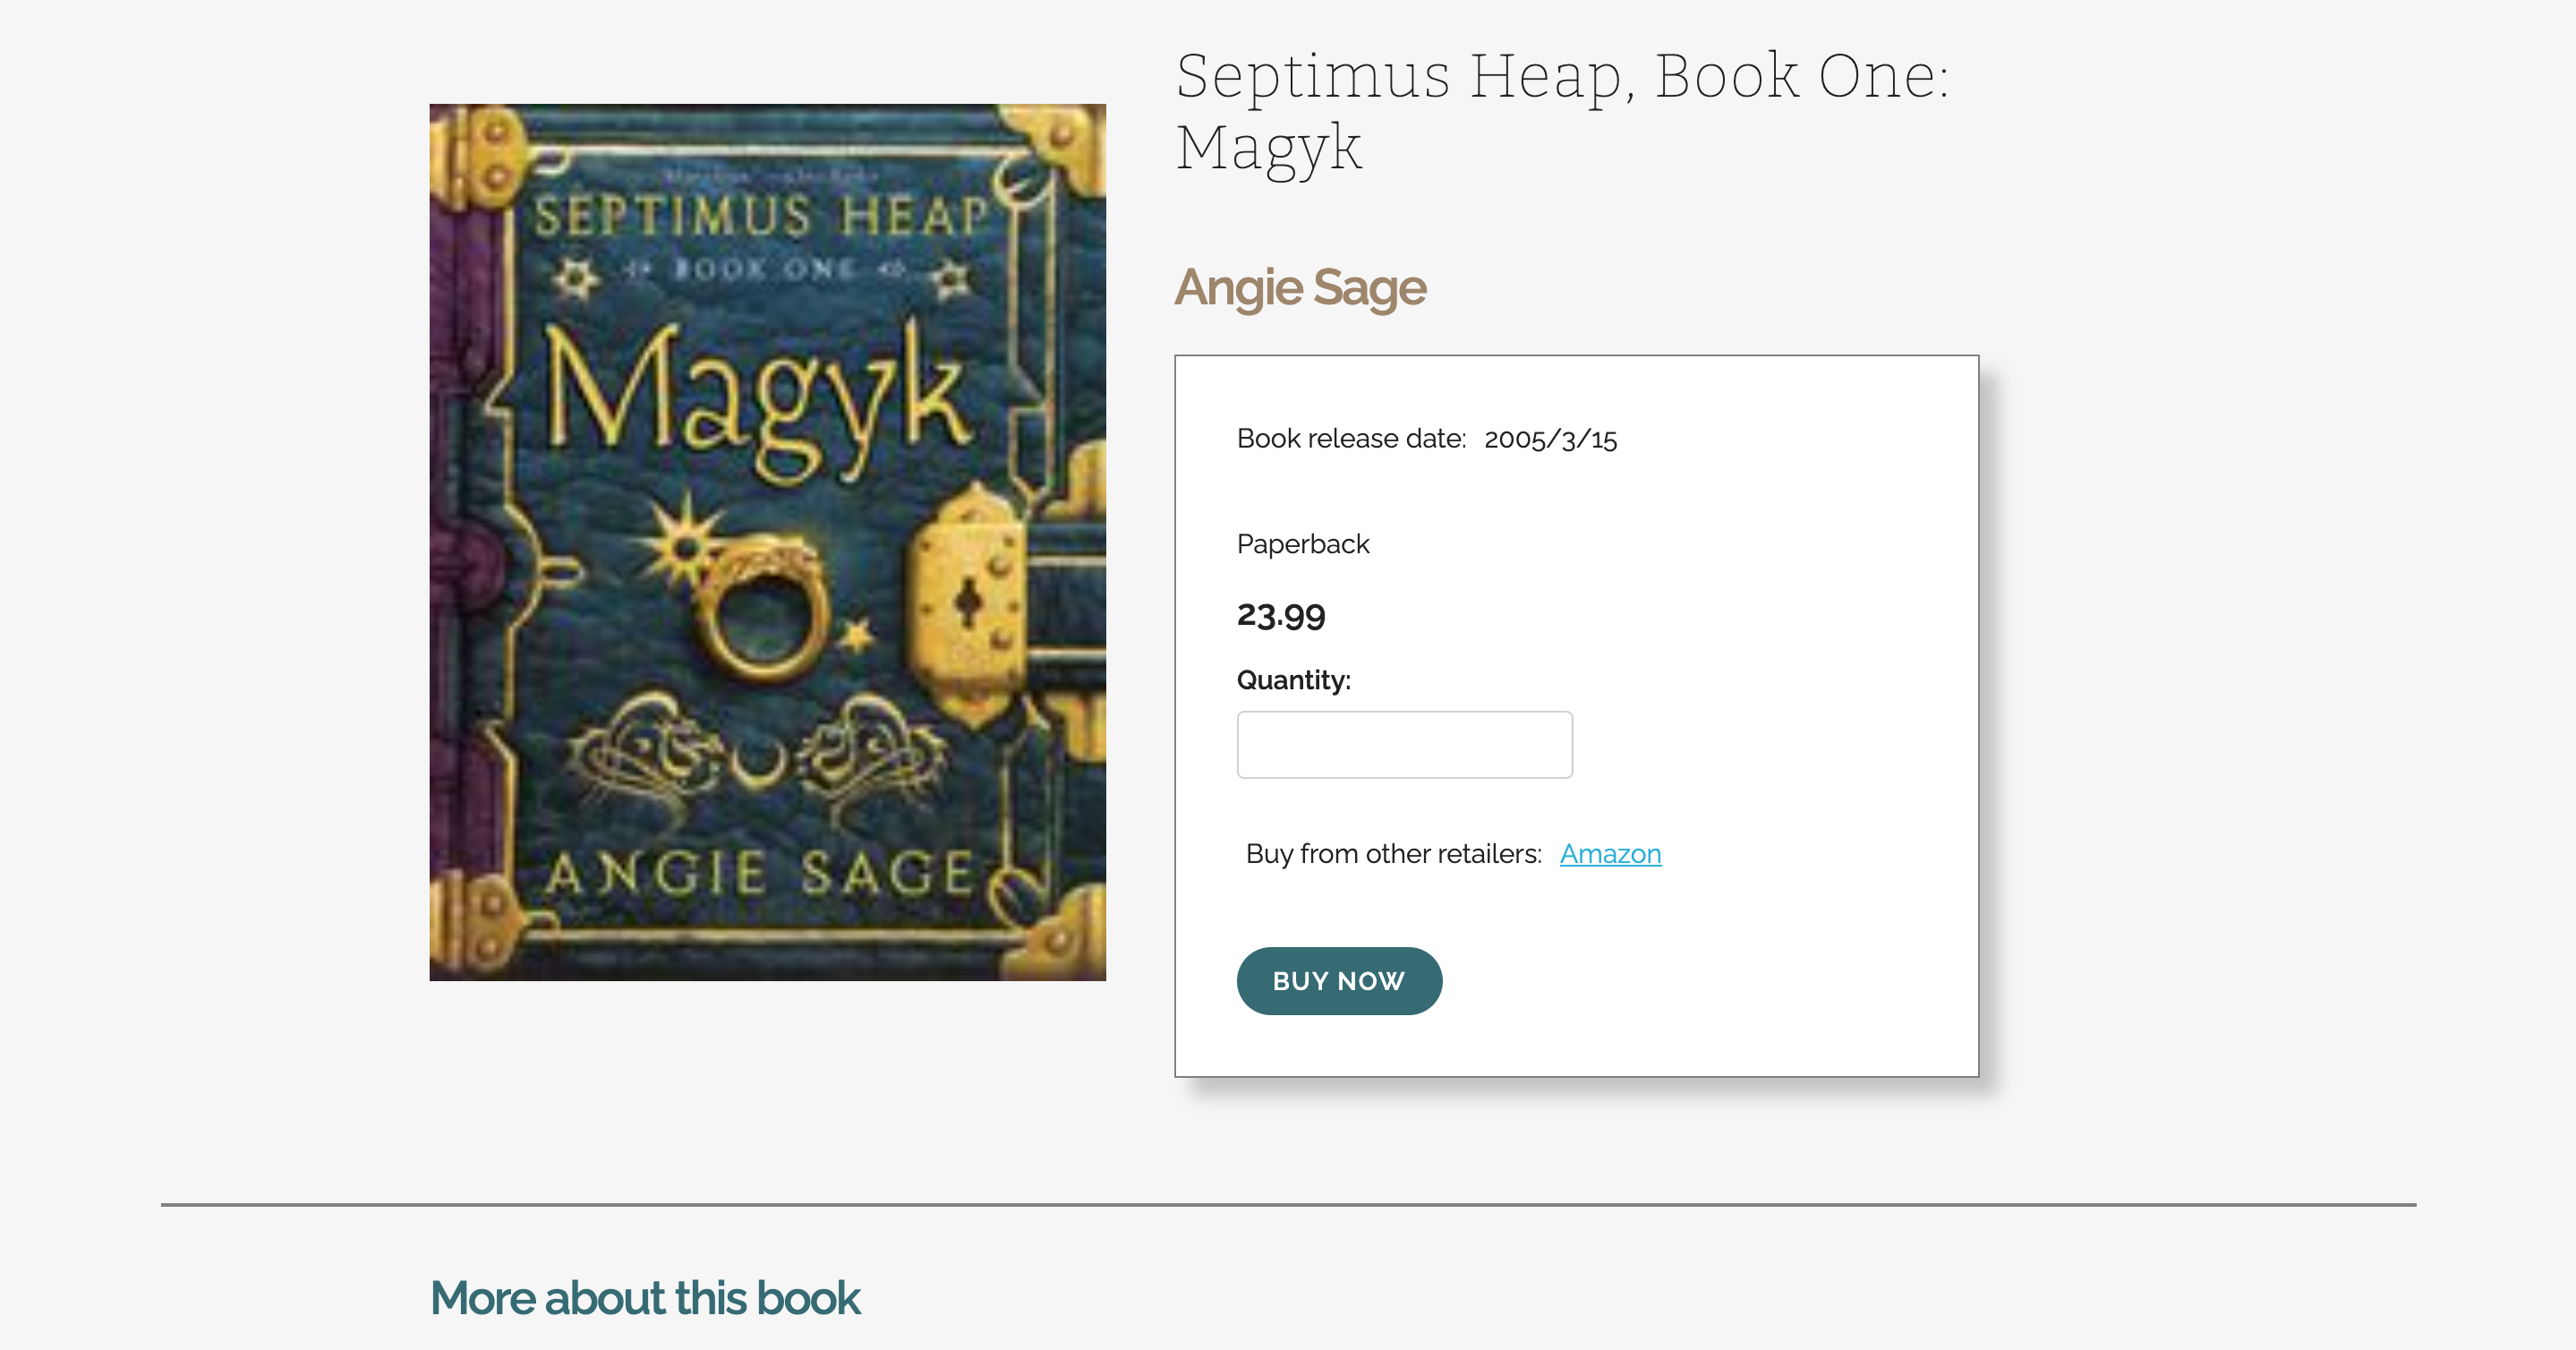 Septimus Heap, Book One:
Magyk
Angie Sage
SEPTIMUS HEAP
BOOK ONE
Magyk
ANGIE SAGE
Book release date: 2005/3/15
Paperback
23.99
Quantity:
Buy from other retailers: Amazon
BUY NOW
More about this book